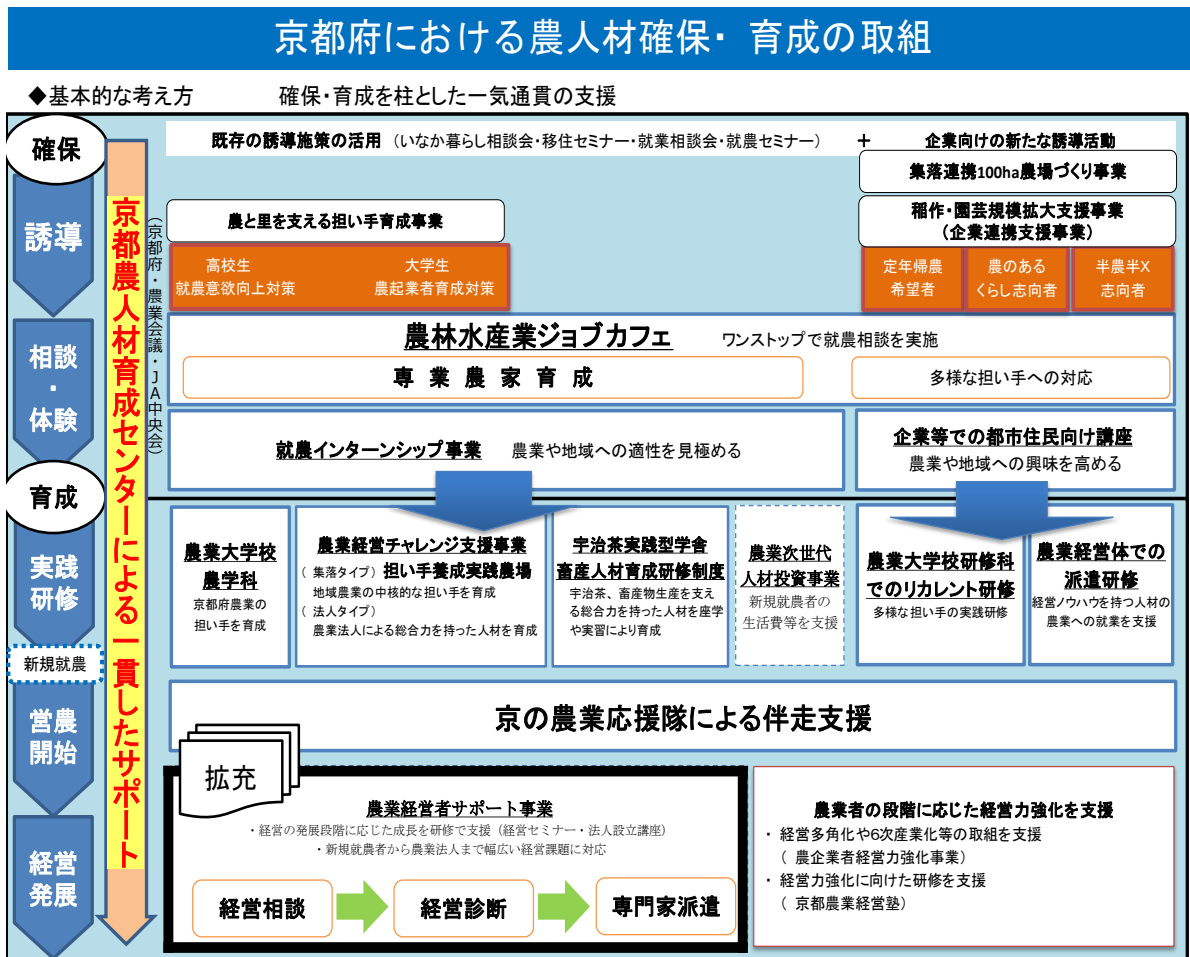 京都府における農人材確保・ 育成の取組
◆基本的な考え方　確保・育成を柱とした一気通貫の支援
確保
誘導
相談
・
体験
育成
実践
研修
新規就農
営農
開始
経営
発展
京都農人材育成センターによる一貫したサポート
(京都府・農業会議・JA中央会)
既存の誘導施策の活用 (いなか暮らし相談会・移住セミナー・就業相談会・就農セミナー)　+　企業向けの新たな誘導活動
集落連携100ha農場づくり事業
稲作・園芸規模拡大支援事業
(企業連携支援事業)
農と里を支える担い手育成事業
高校生
就農意欲向上対策
大学生
農起業者育成対策
定年帰農
希望者
農のある
くらし志向者
半農半X
志向者
農林水産業ジョブカフェ　ワンストップで就農相談を実施
専 業 農 家 育 成
多様な担い手への対応
就農インターンシップ事業　農業や地域への適性を見極める
企業等での都市住民向け講座
農業や地域への興味を高める
農業大学校
農学科
京都府農業の
担い手を育成
農業経営チャレンジ支援事業
( 集落タイプ) 担い手養成実践農場
地域農業の中核的な担い手を育成
( 法人タイプ)
農業法人による総合力を持った人材を育成
宇治茶実践型学舎
畜産人材育成研修制度
宇治茶、畜産物生産を支え
る総合力を持った人材を座学
や実習により育成
農業次世代
人材投資事業
新規就農者の
生活費等を支援
農業大学校研修科
でのリカレント研修
多様な担い手の実践研修
農業経営体での
派遣研修
経営ノウハウを持つ人材の
農業への就業を支援
京の農業応援隊による伴走支援
拡充
農業経営者サポート事業
・経営の発展段階に応じた成長を研修で支援 (経営セミナー・法人設立講座)
・新規就農者から農業法人まで幅広い経営課題に対応
経営相談
経営診断
専門家派遣
農業者の段階に応じた経営力強化を支援
・ 経営多角化や6次産業化等の取組を支援
( 農企業者経営力強化事業)
・ 経営力強化に向けた研修を支援
( 京都農業経営塾)